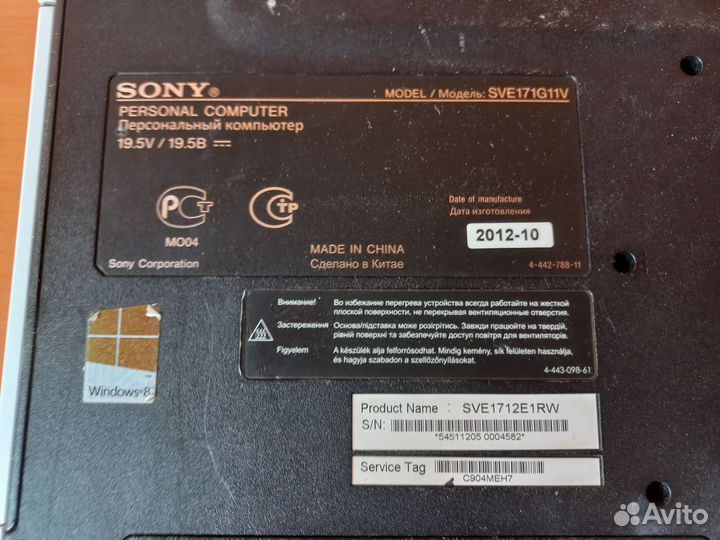 SONY®
MODEL / Модель: SVE171G11V
PERSONAL COMPUTER
Персональный компьютер
19.5V / 19.5В
РСТ
МО04
Sony Corporation
MADE IN CHINA
Сделано в Китае
Date of manufacture
Дата изготовления
2012-10
4-442-788-11
Внимание! Во избежание перегрева устройства всегда работайте на жесткой
плоской поверхности, не перекрывая вентиляционные отверстия.
Застереження Основа/підставка може розігрітись. Завжди працюйте на твердій,
рівній поверхні та забезпечуйте доступ повітря для вентиляторів.
Figyelem A készülék alja felforrósodhat. Mindig kemény, sík felületen használja,
és hagyja szabadon a szellőzőnyílásokat.
4-443-098-61
Windows 8
Product Name : SVE1712E1RW
S/N:
*54511205 0004582*
Service Tag
C904MEH7
Avito